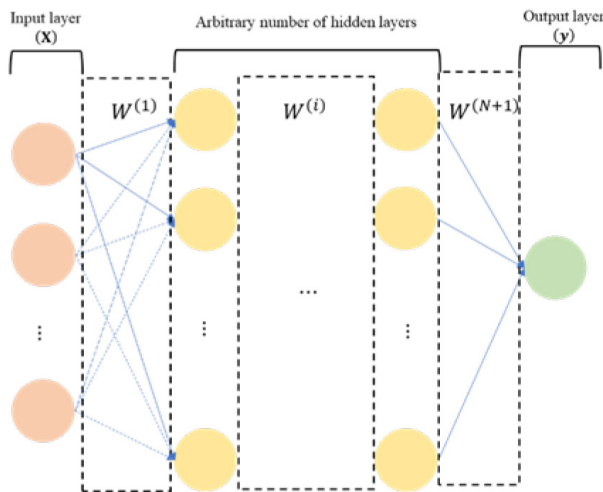 Input layer
(X)
Arbitrary number of hidden layers
Output layer
(y)
W^{(1)}
W^{(i)}
W^{(N+1)}
⋮
⋮
...
⋮